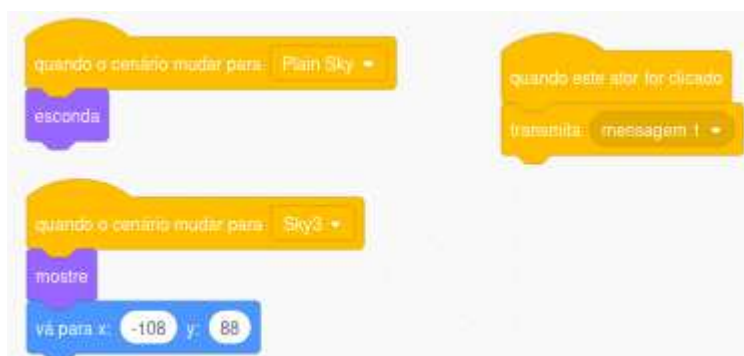 quando o cenário mudar para Plain Sky
esconda
quando este ator for clicado
transmita mensagem 1
quando o cenário mudar para Sky3
mostre
vá para x: -108 y: 88